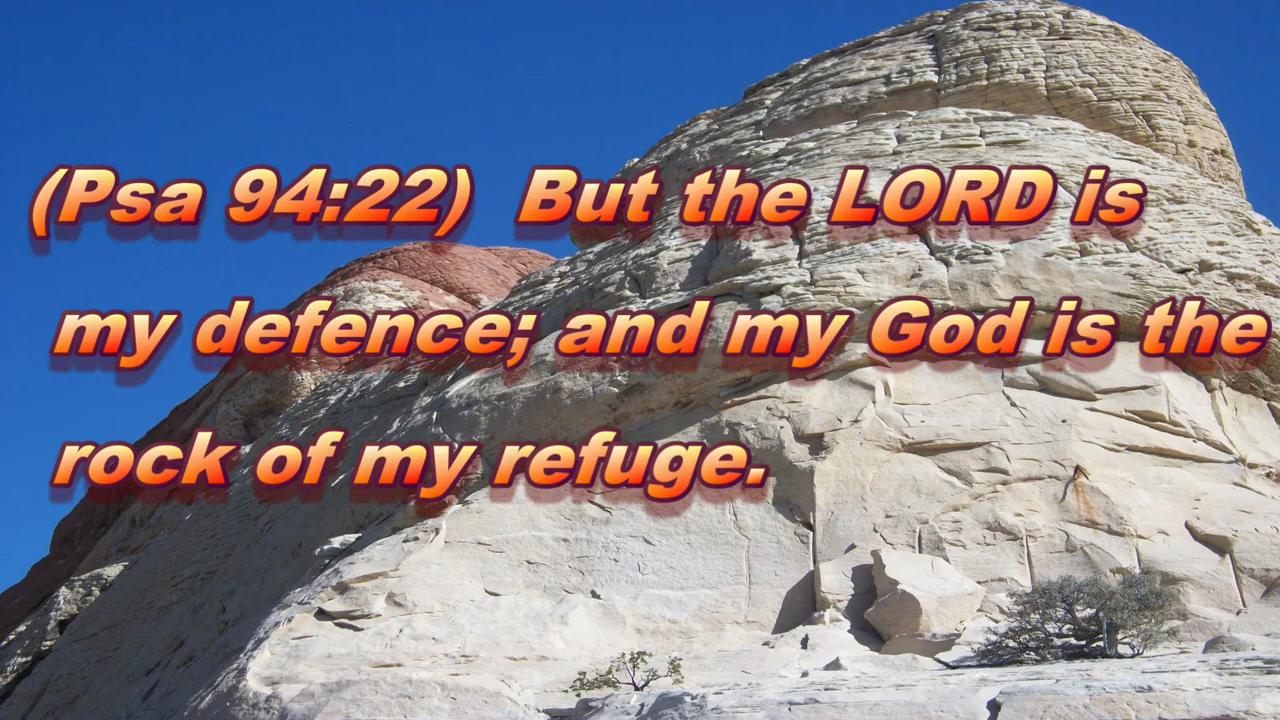 (Psa 94:22)  But the LORD is
my defence; and my God is the
rock of my refuge.